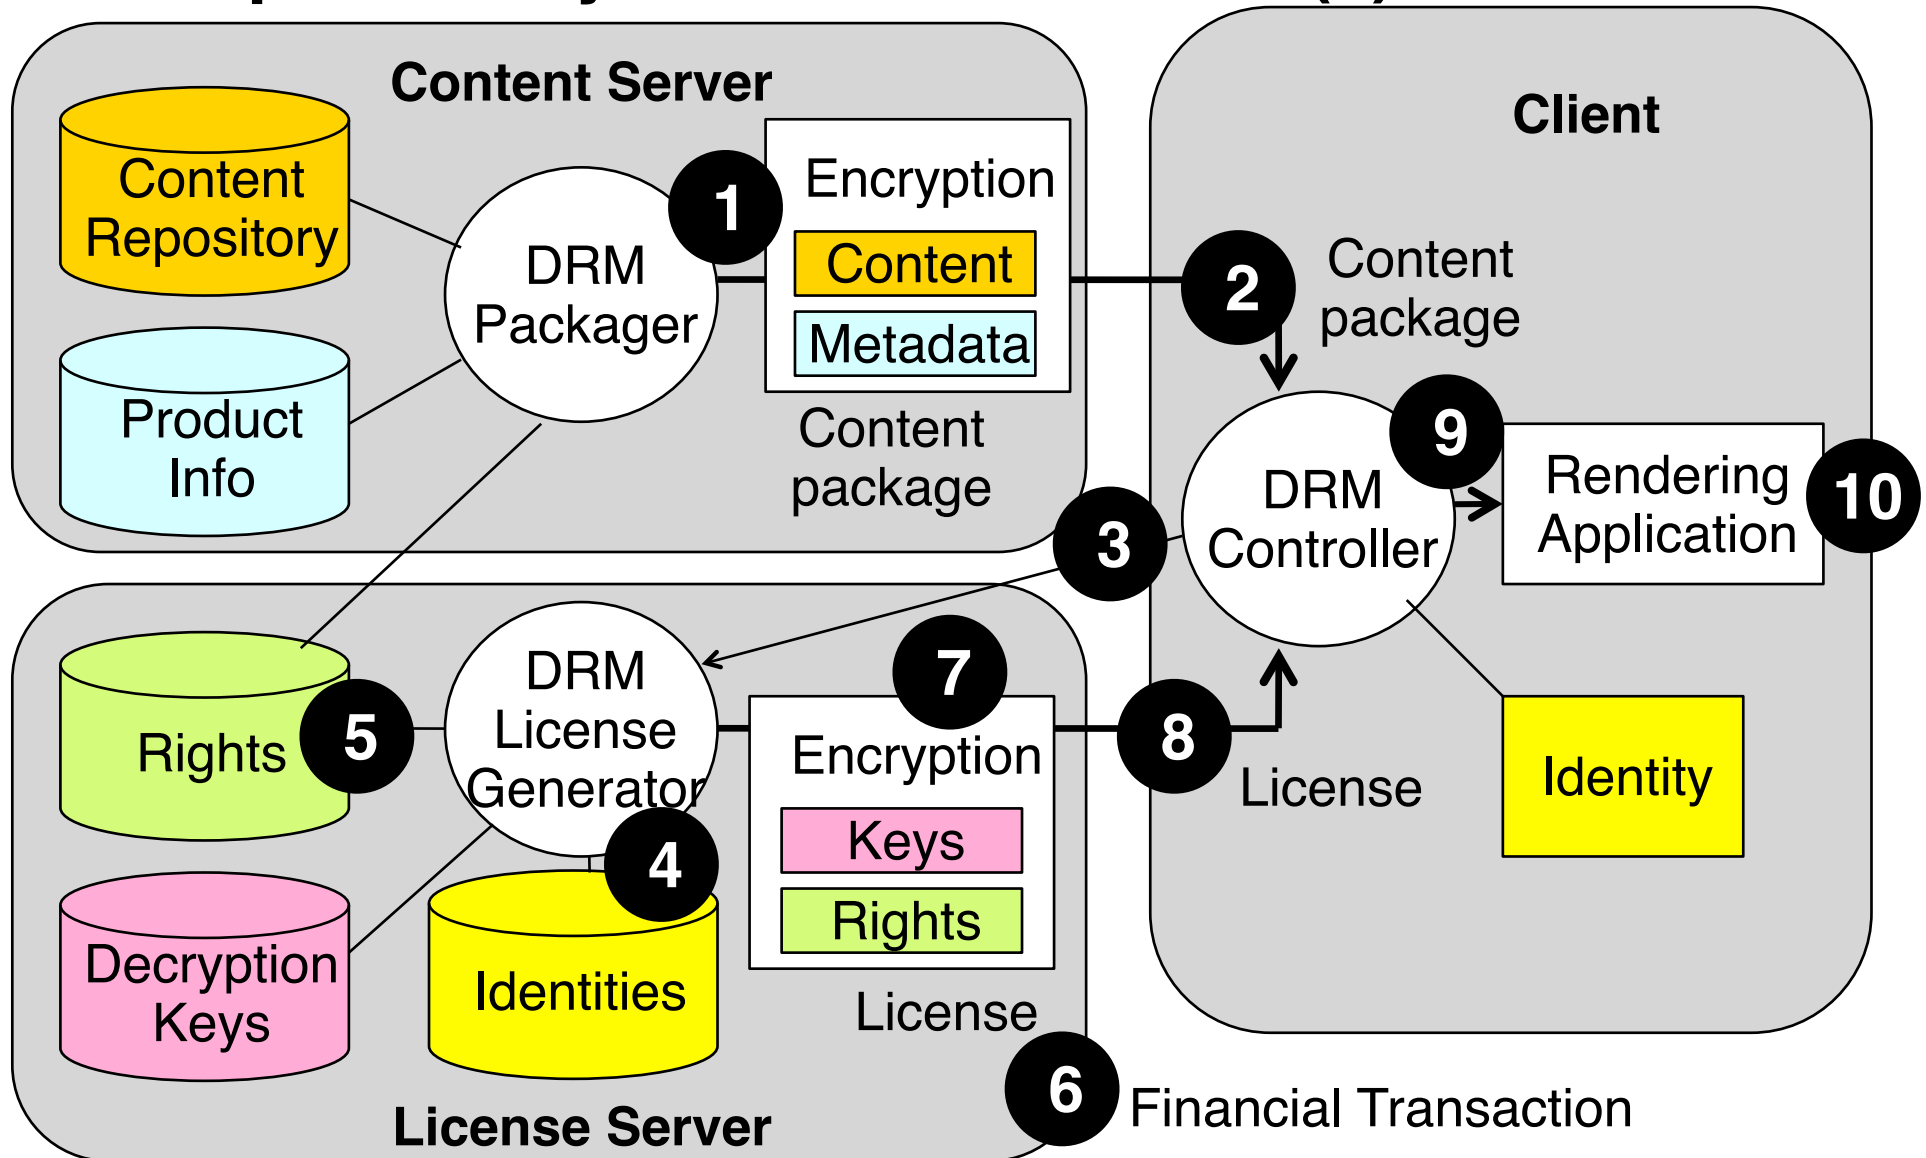 Content Server
Content
Repository
Product
Info
DRM
Packager
1
Encryption
Content
Metadata
Content
package
Client
2
Content
package
3
DRM
Controller
9
Rendering
Application
10
Identity
8
License
Rights
5
DRM
License
Generator
4
7
Encryption
Keys
Rights
License
Decryption
Keys
Identities
License Server
6
Financial Transaction